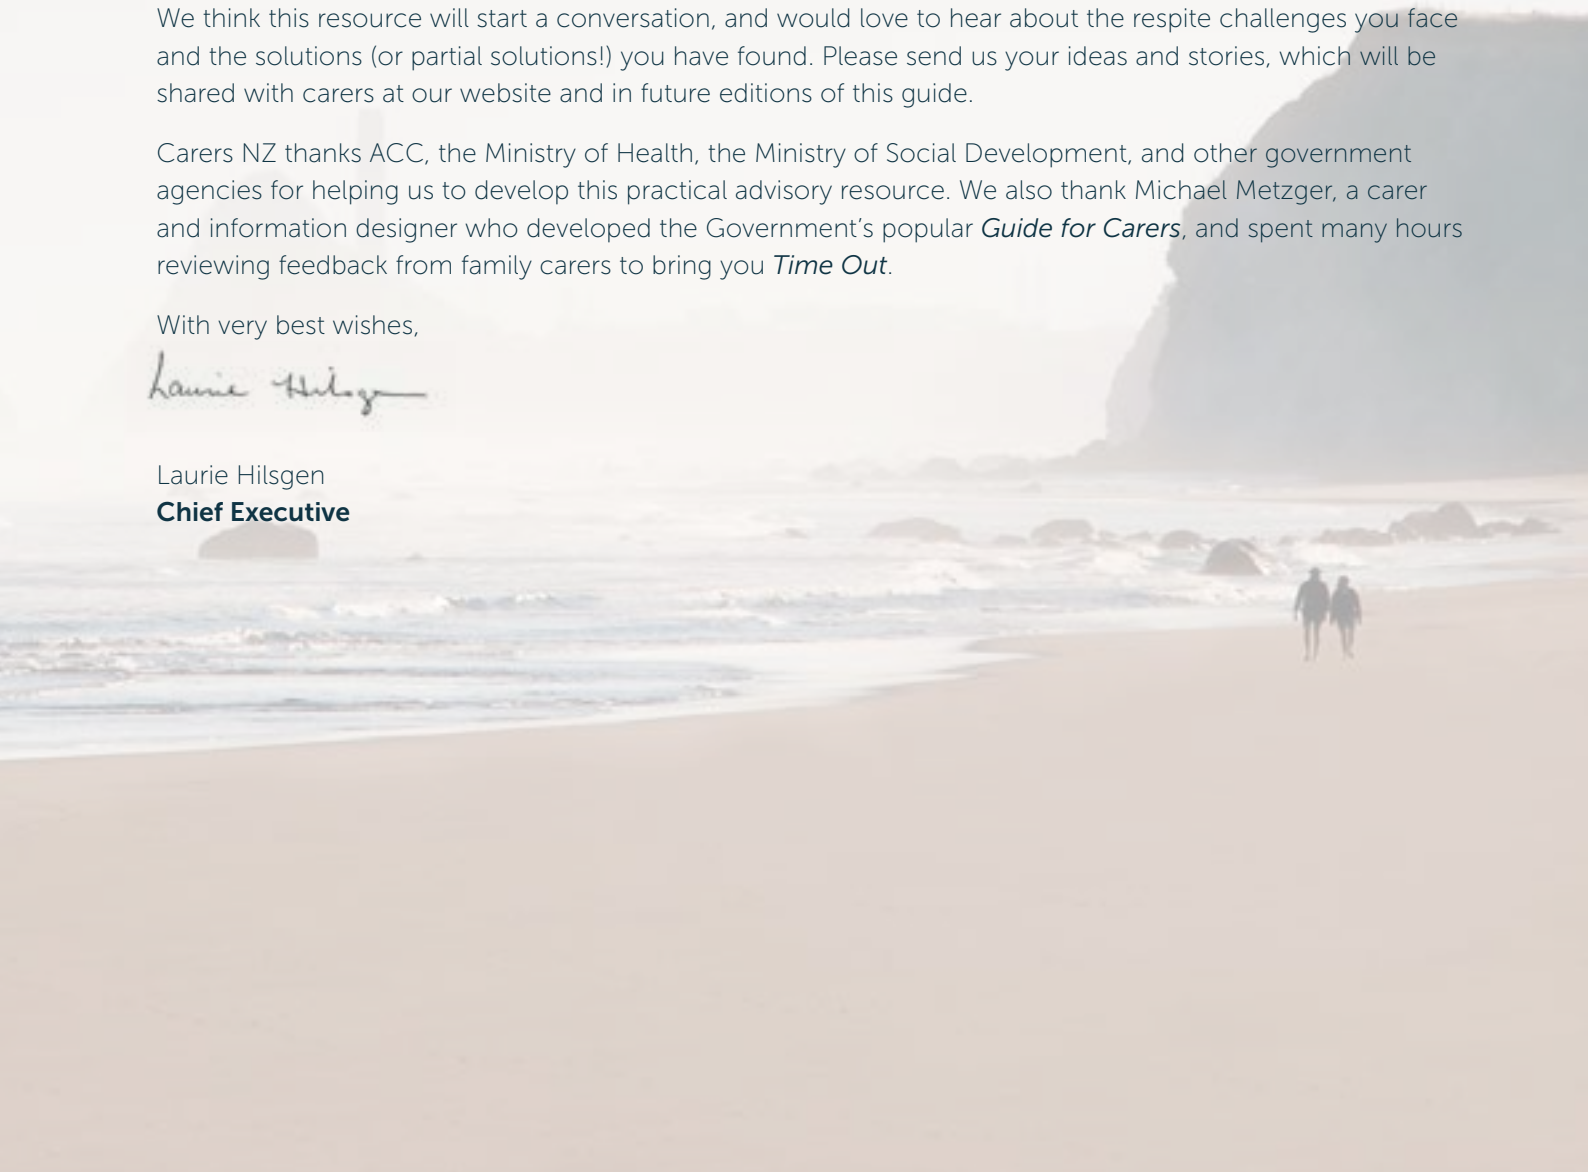 We think this resource will start a conversation, and would love to hear about the respite challenges you face
and the solutions (or partial solutions!) you have found. Please send us your ideas and stories, which will be
shared with carers at our website and in future editions of this guide.
Carers NZ thanks ACC, the Ministry of Health, the Ministry of Social Development, and other government
agencies for helping us to develop this practical advisory resource. We also thank Michael Metzger, a carer
and information designer who developed the Government’s popular Guide for Carers, and spent many hours
reviewing feedback from family carers to bring you Time Out.
With very best wishes,
Laurie Hilsgen
Laurie Hilsgen
Chief Executive